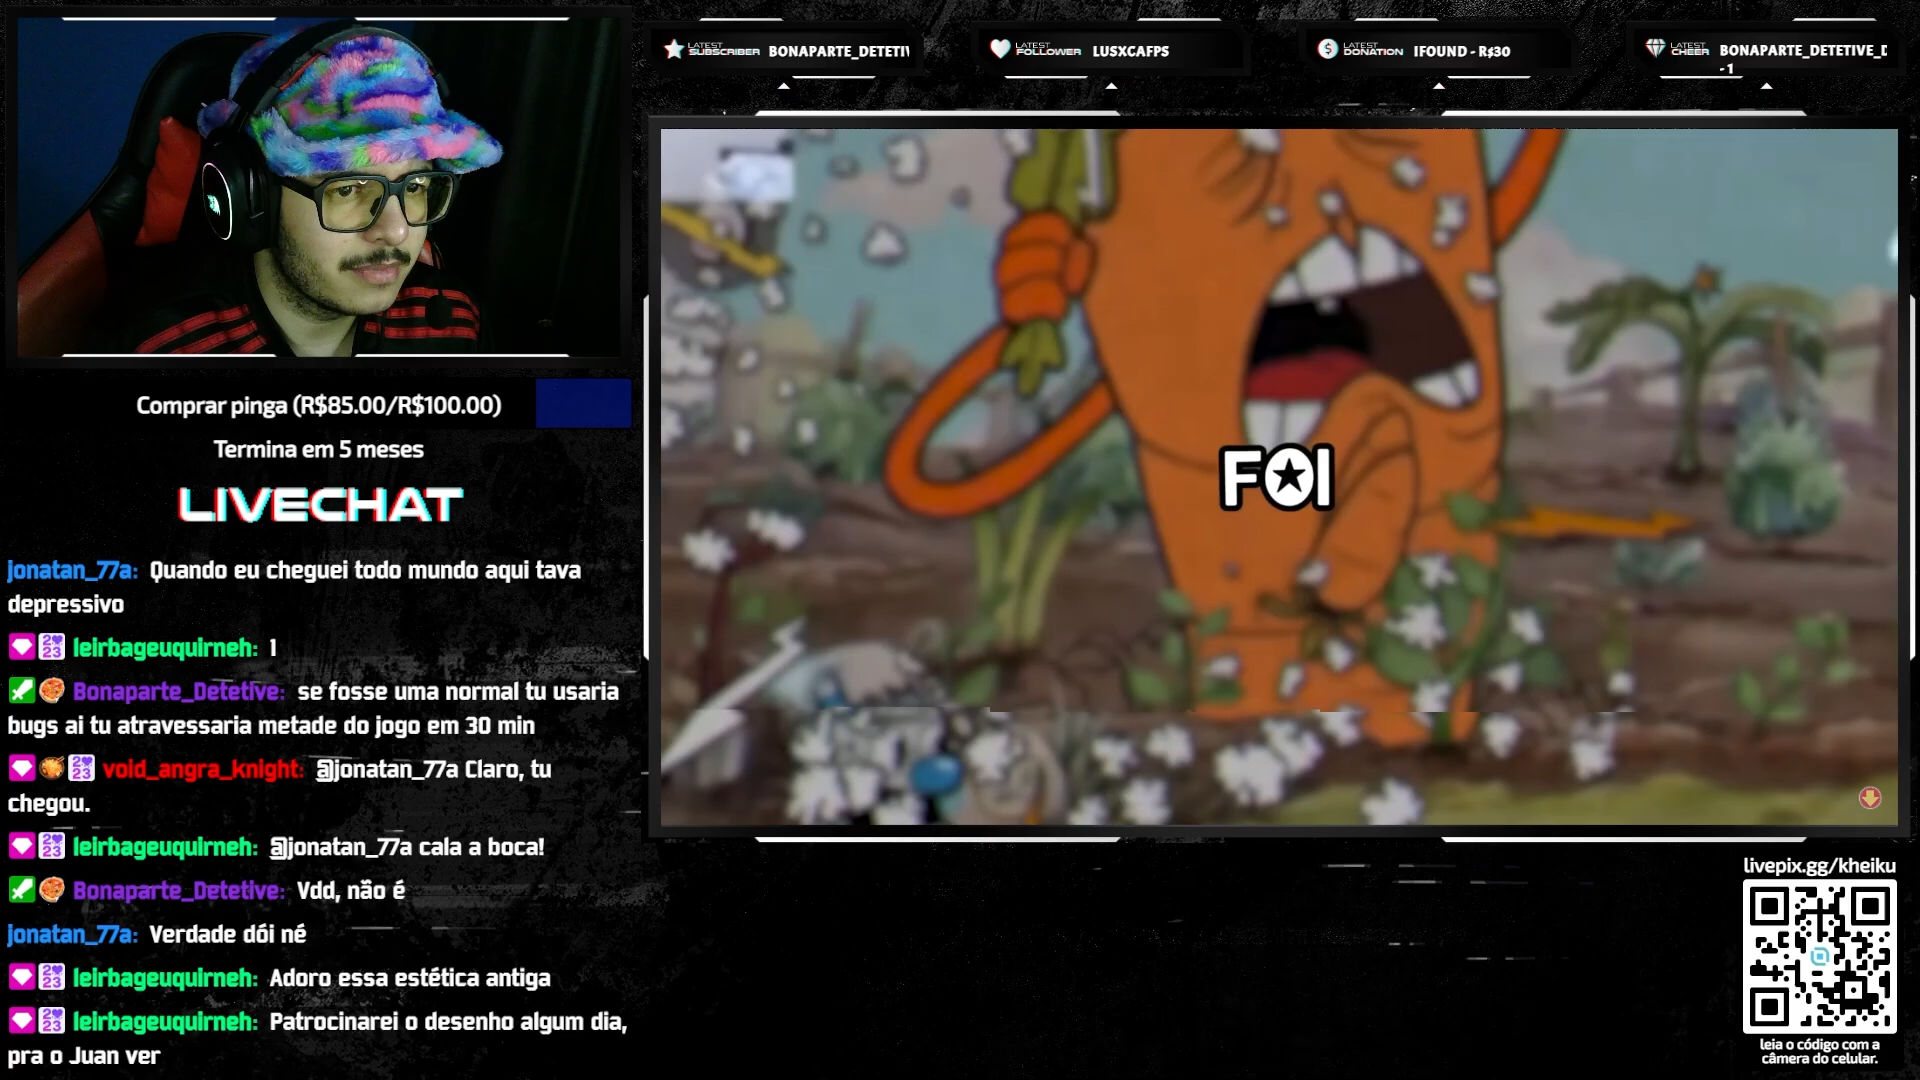 LATEST SUBSCRIBER BONAPARTE_DETETIV
LATEST FOLLOWER LUSXCAFPS
LATEST DONATION IFOUND - R$30
LATEST CHEER BONAPARTE_DETETIVE_D
- 1
Comprar pinga (R$85.00/R$100.00)
Termina em 5 meses
LIVECHAT
jonatan_77a: Quando eu cheguei todo mundo aqui tava
depressivo
leirbageuquirneh: 1
Bonaparte_Detetive: se fosse uma normal tu usaria
bugs ai tu atravessaria metade do jogo em 30 min
void_angra_knight: @jonatan_77a Claro, tu
chegou.
leirbageuquirneh: @jonatan_77a cala a boca!
Bonaparte_Detetive: Vdd, não é
jonatan_77a: Verdade dói né
leirbageuquirneh: Adoro essa estética antiga
leirbageuquirneh: Patrocinarei o desenho algum dia,
pra o Juan ver
FOI
livepix.gg/kheiku
leia o código com a
câmera do celular.